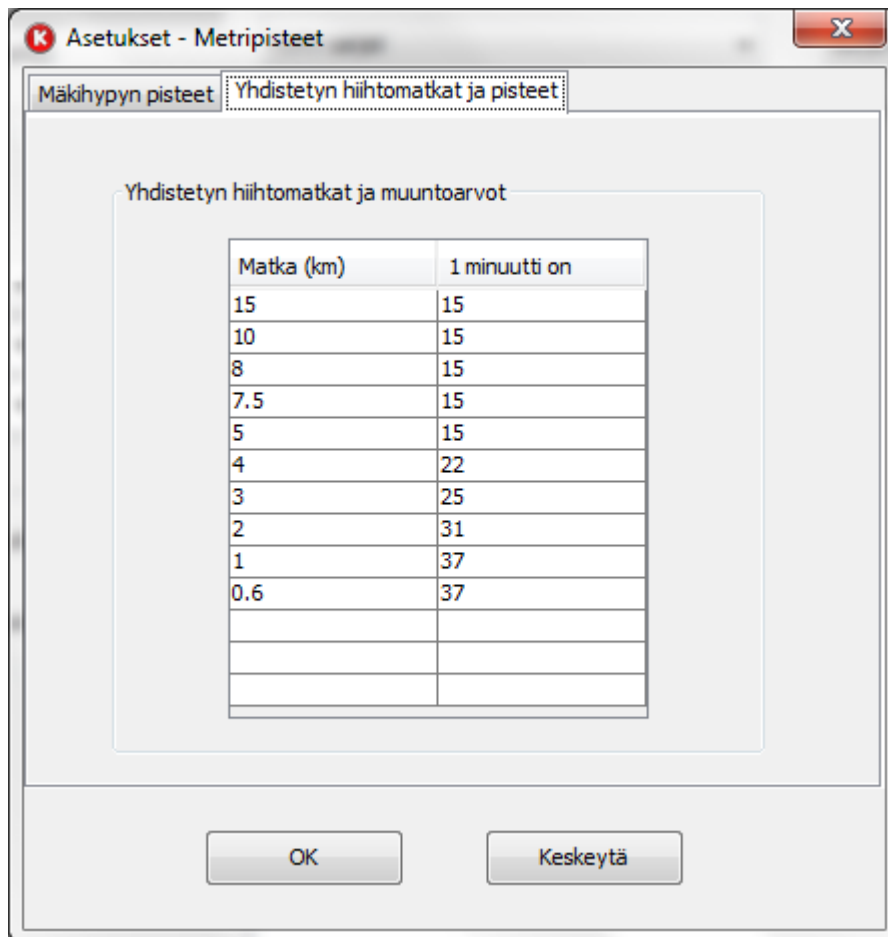 K Asetukset - Metripisteet
Mäkihypyn pisteet Yhdistetyn hiihtomatkat ja pisteet
Yhdistetyn hiihtomatkat ja muuntoarvot
Matka (km) 1 minuutti on
15 15
10 15
8 15
7.5 15
5 15
4 22
3 25
2 31
1 37
0.6 37
OK Keskeytä